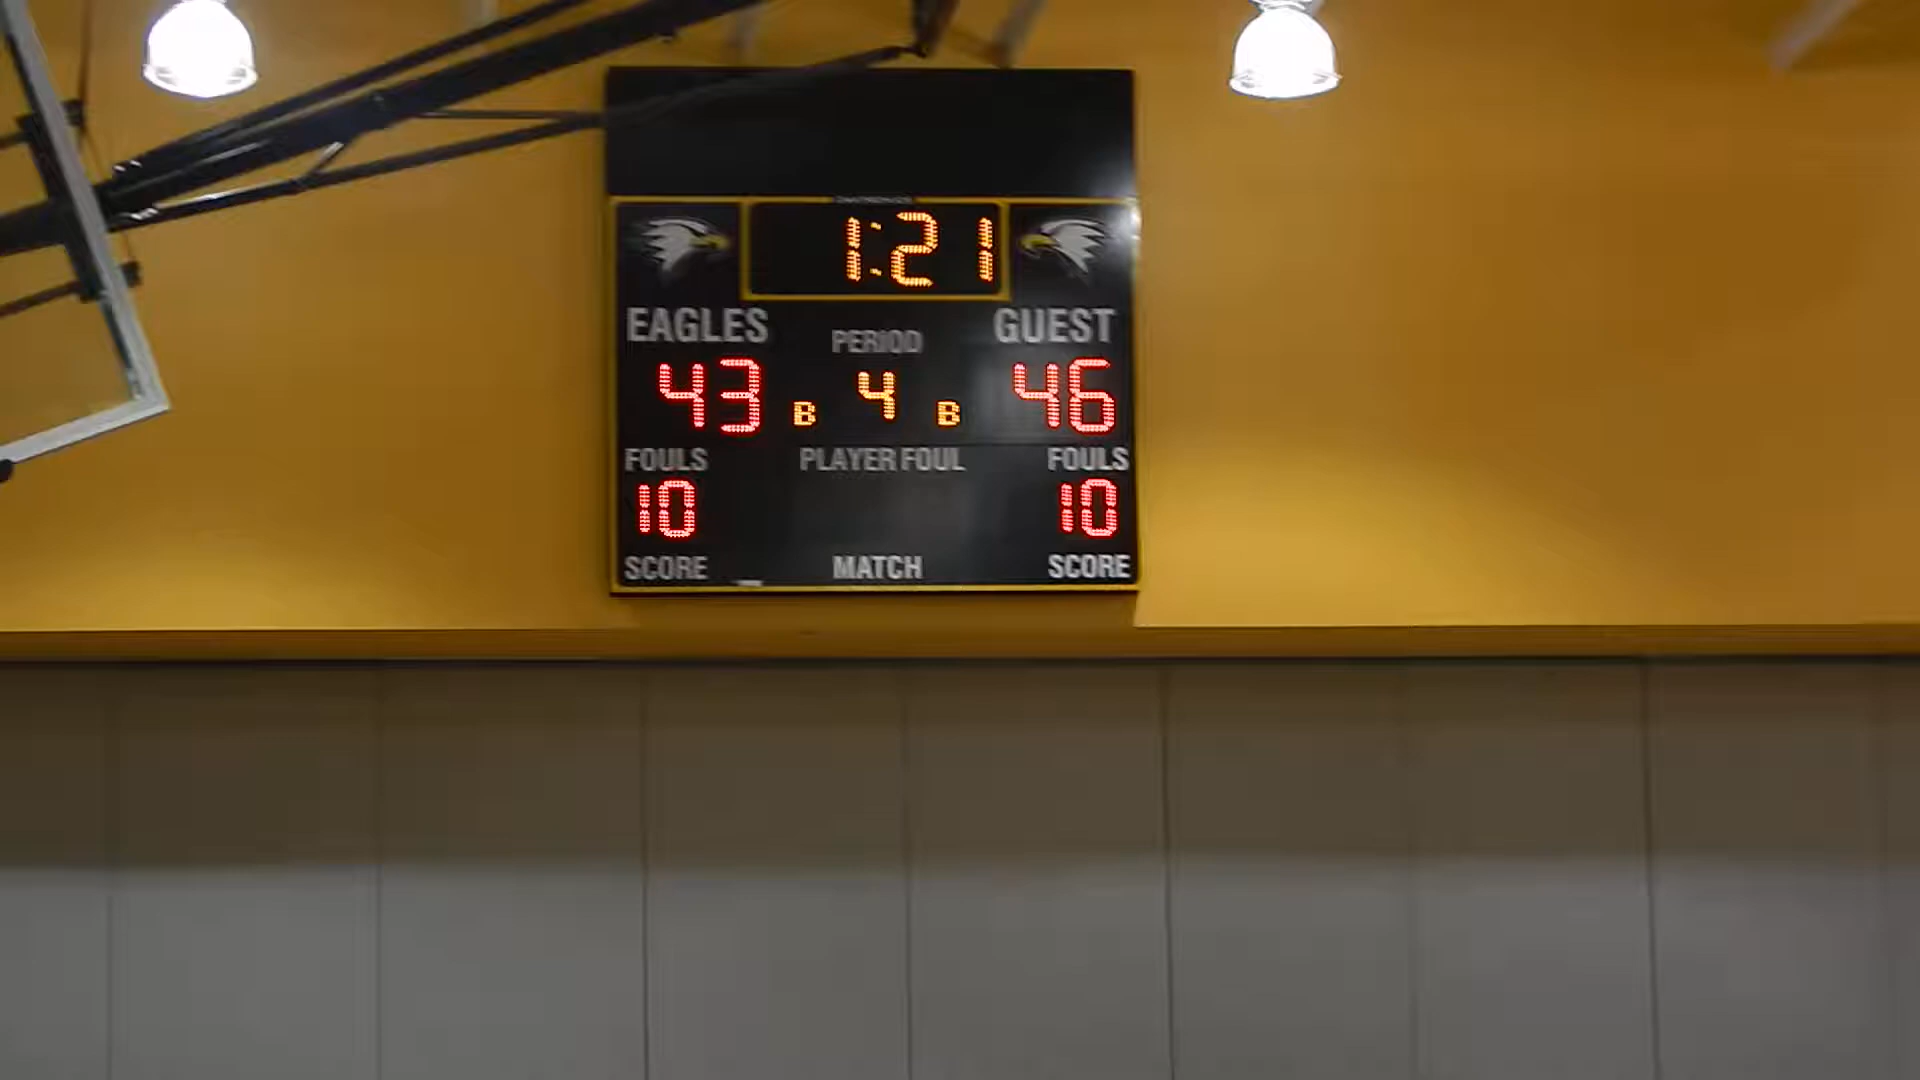 1:21
EAGLES PERIOD GUEST
43 B 4 B 46
FOULS PLAYER FOUL FOULS
10 10
SCORE MATCH SCORE